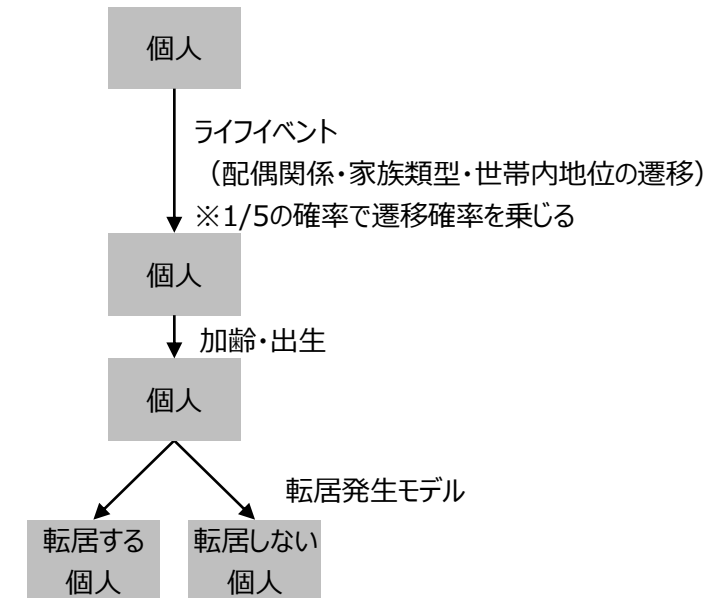 個人
ライフイベント
（配偶関係・家族類型・世帯内地位の遷移）
※1/5の確率で遷移確率を乗じる
個人
加齢・出生
個人
転居発生モデル
転居する
個人
転居しない
個人